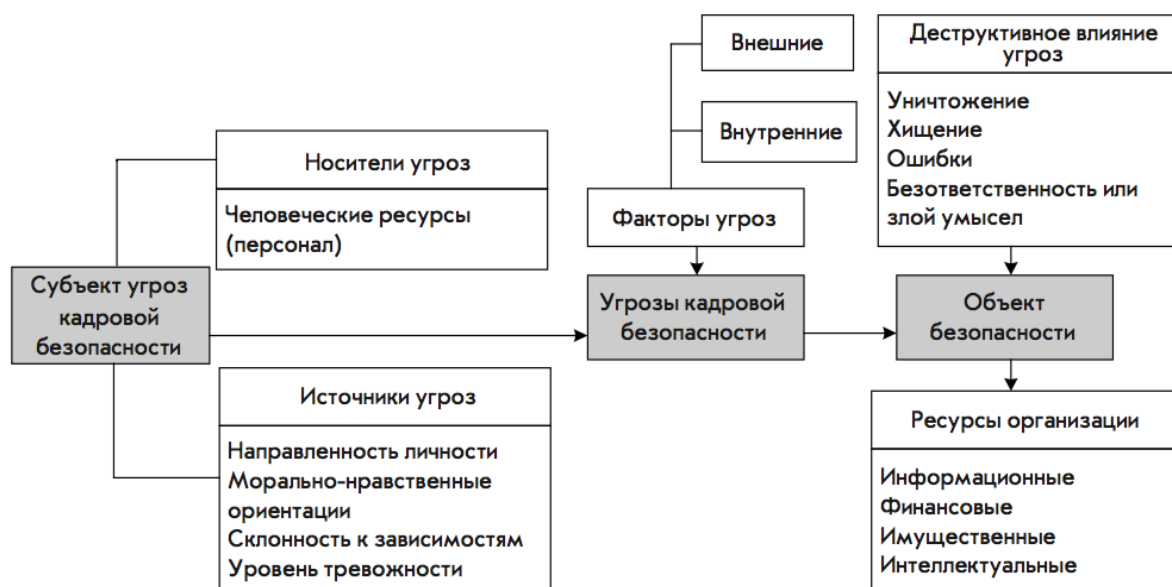 Внешние
Внутренние
Факторы угроз
Деструктивное влияние
угроз
Уничтожение
Хищение
Ошибки
Безответственность или
злой умысел
Носители угроз
Человеческие ресурсы
(персонал)
Субъект угроз
кадровой
безопасности
Угрозы кадровой
безопасности
Объект
безопасности
Источники угроз
Направленность личности
Морально-нравственные
ориентации
Склонность к зависимостям
Уровень тревожности
Ресурсы организации
Информационные
Финансовые
Имущественные
Интеллектуальные